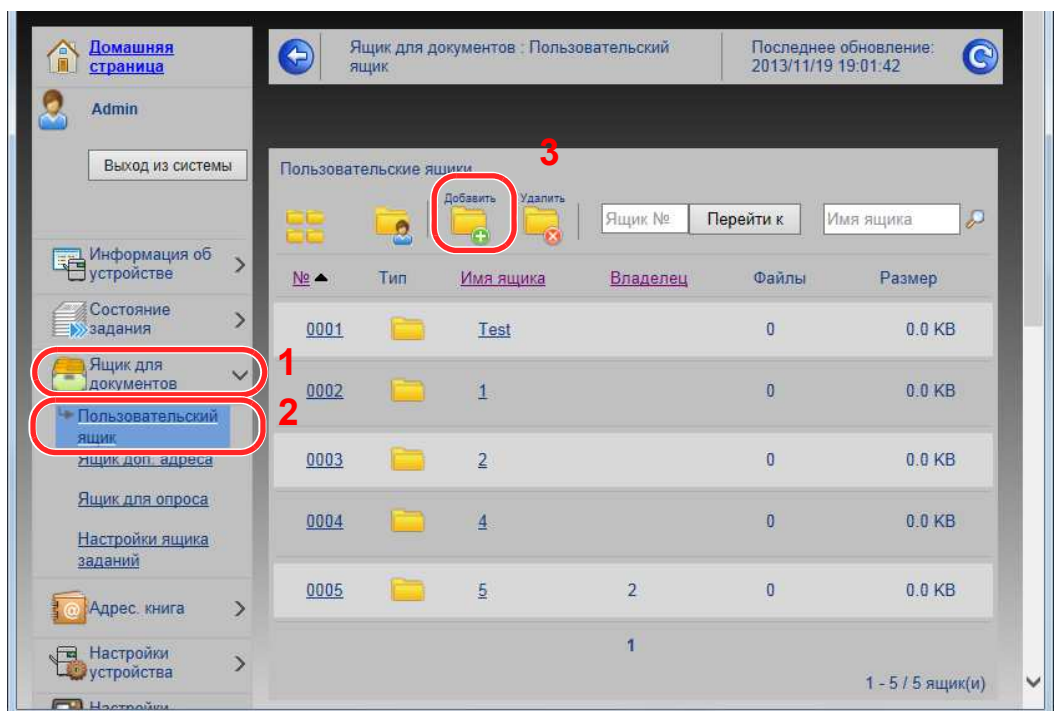 Домашняя
страница
Admin
Выход из системы
Информация об
устройстве
Состояние
задания
Ящик для
документов
1
Пользовательский
ящик
2
Ящик доп. адреса
Ящик для опроса
Настройки ящика
заданий
Адрес. книга
Настройки
устройства
Настройки
Ящик для документов : Пользовательский
ящик
Последнее обновление:
2013/11/19 19:01:42
Пользовательские ящики
3
Добавить Удалить
Ящик № Перейти к Имя ящика
№ Тип Имя ящика Владелец Файлы Размер
0001 Test 0 0.0 KB
0002 1 0 0.0 KB
0003 2 0 0.0 KB
0004 4 0 0.0 KB
0005 5 2 0 0.0 KB
1
1 - 5 / 5 ящик(и)